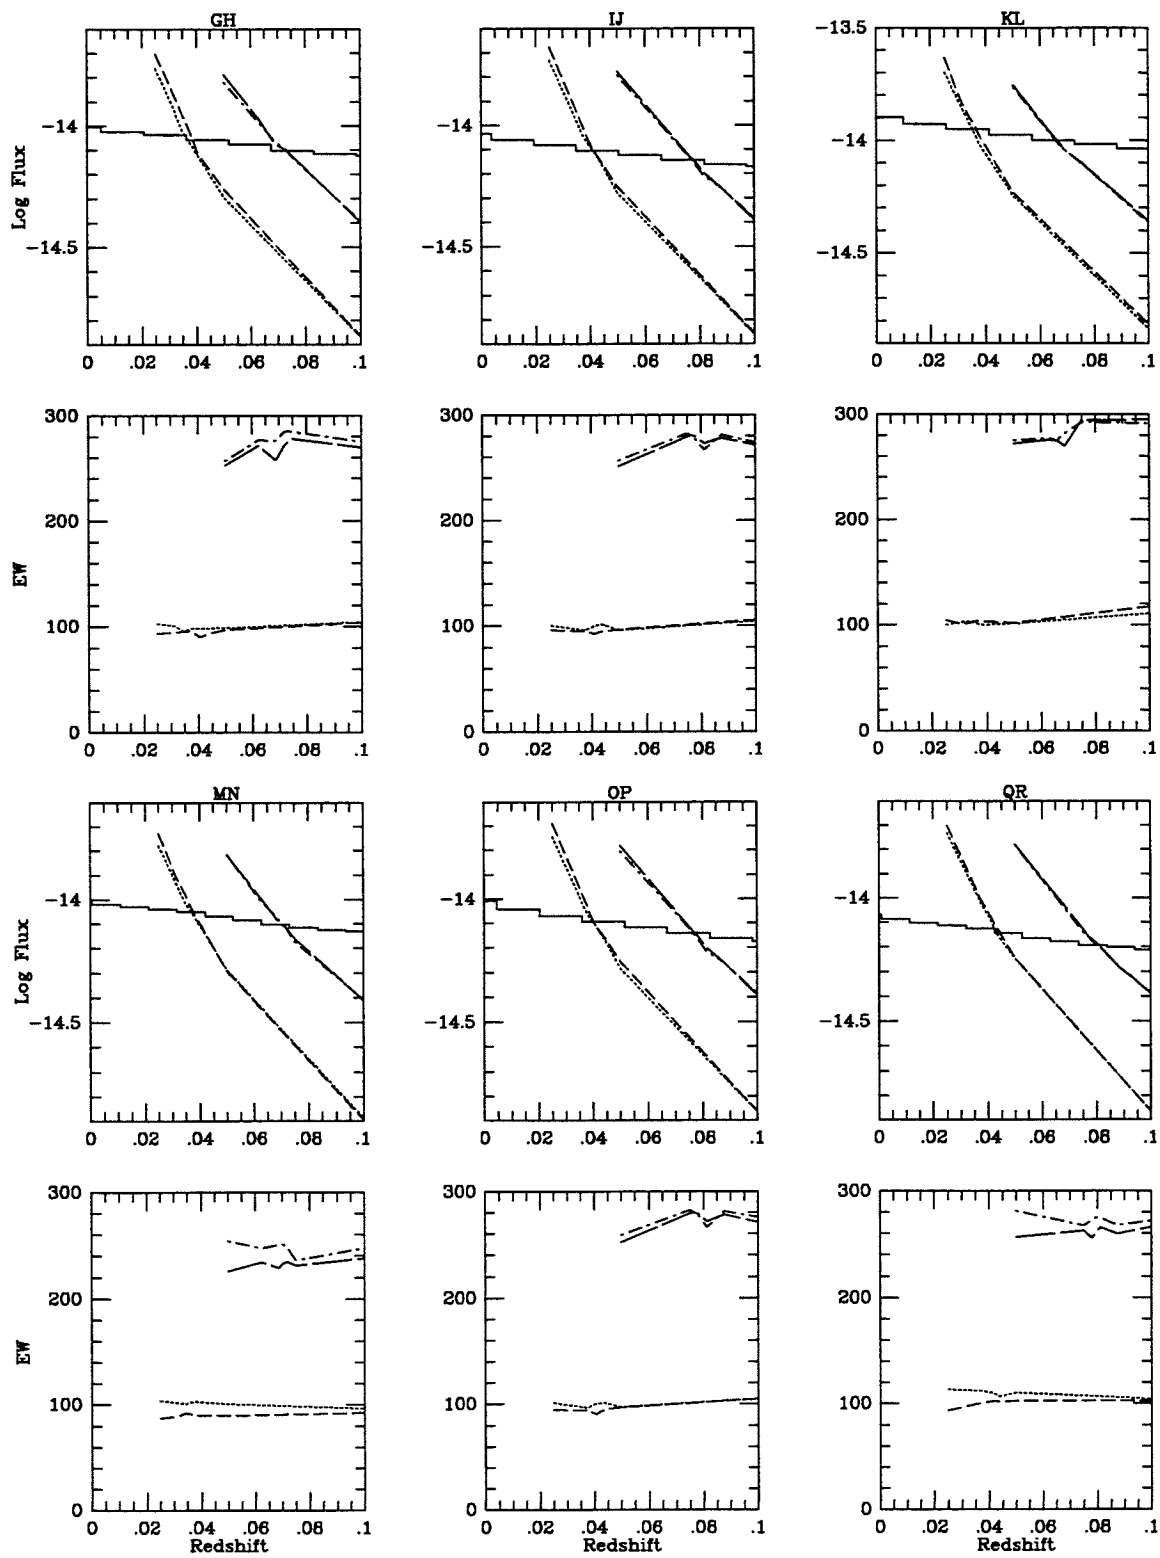 GH IJ KL
-13.5
-14 -14 -14
Log Flux
-14.5 -14.5 -14.5
0 .02 .04 .06 .08 .1 0 .02 .04 .06 .08 .1 0 .02 .04 .06 .08 .1
300 300 300
200 200 200
EW
100 100 100
0 0 0
0 .02 .04 .06 .08 .1 0 .02 .04 .06 .08 .1 0 .02 .04 .06 .08 .1
MN OP QR
-14 -14 -14
Log Flux
-14.5 -14.5 -14.5
0 .02 .04 .06 .08 .1 0 .02 .04 .06 .08 .1 0 .02 .04 .06 .08 .1
300 300 300
200 200 200
EW
100 100 100
0 0 0
0 .02 .04 .06 .08 .1 0 .02 .04 .06 .08 .1 0 .02 .04 .06 .08 .1
Redshift Redshift Redshift